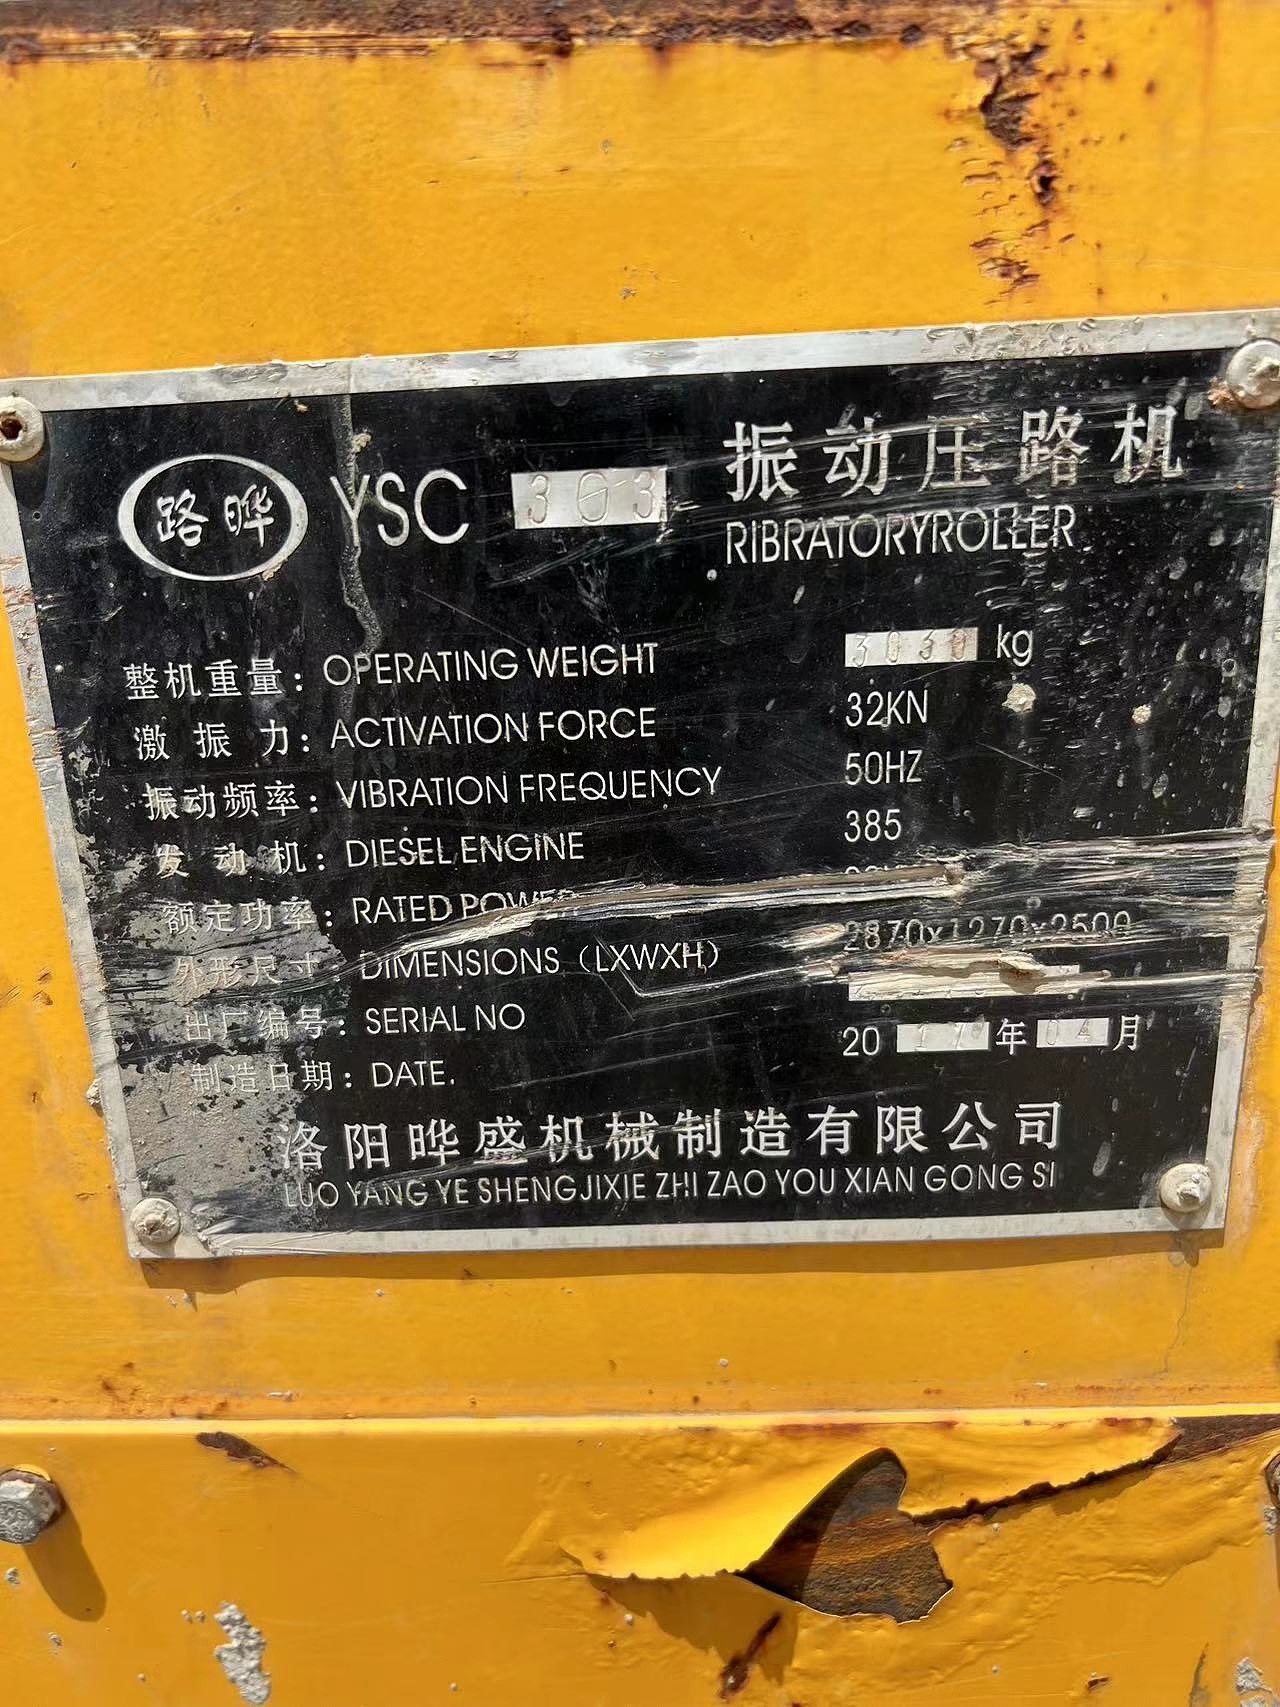 路晔 YSC 303 振动压路机
RIBRATORYROLLER
整机重量: OPERATING WEIGHT 3030 kg
激振力: ACTIVATION FORCE 32KN
振动频率: VIBRATION FREQUENCY 50HZ
发动机: DIESEL ENGINE 385
额定功率: RATED POWER
外形尺寸: DIMENSIONS (LXWXH) 2870x1270x2500
出厂编号: SERIAL NO
制造日期: DATE. 20 17 年 04 月
洛阳晔盛机械制造有限公司
LUO YANG YE SHENGJIXIE ZHI ZAO YOU XIAN GONG SI